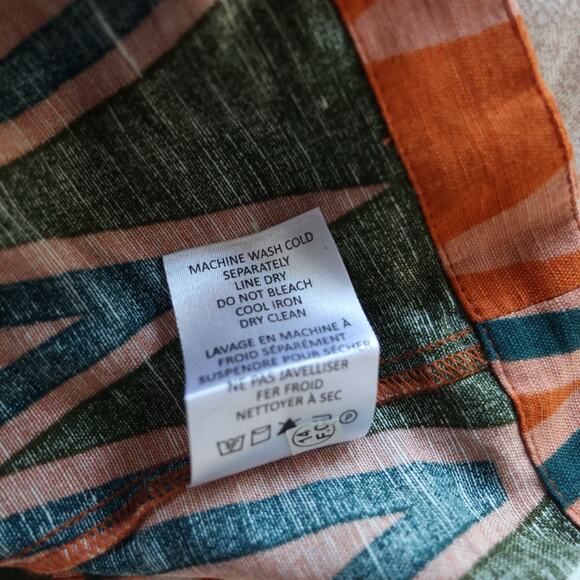 MACHINE WASH COLD
SEPARATELY
LINE DRY
DO NOT BLEACH
COOL IRON
DRY CLEAN
LAVAGE EN MACHINE À
FROID SÉPARÉMENT
SUSPENDRE POUR SÉCHER
NE PAS JAVELLISER
FER FROID
NETTOYER À SEC
P